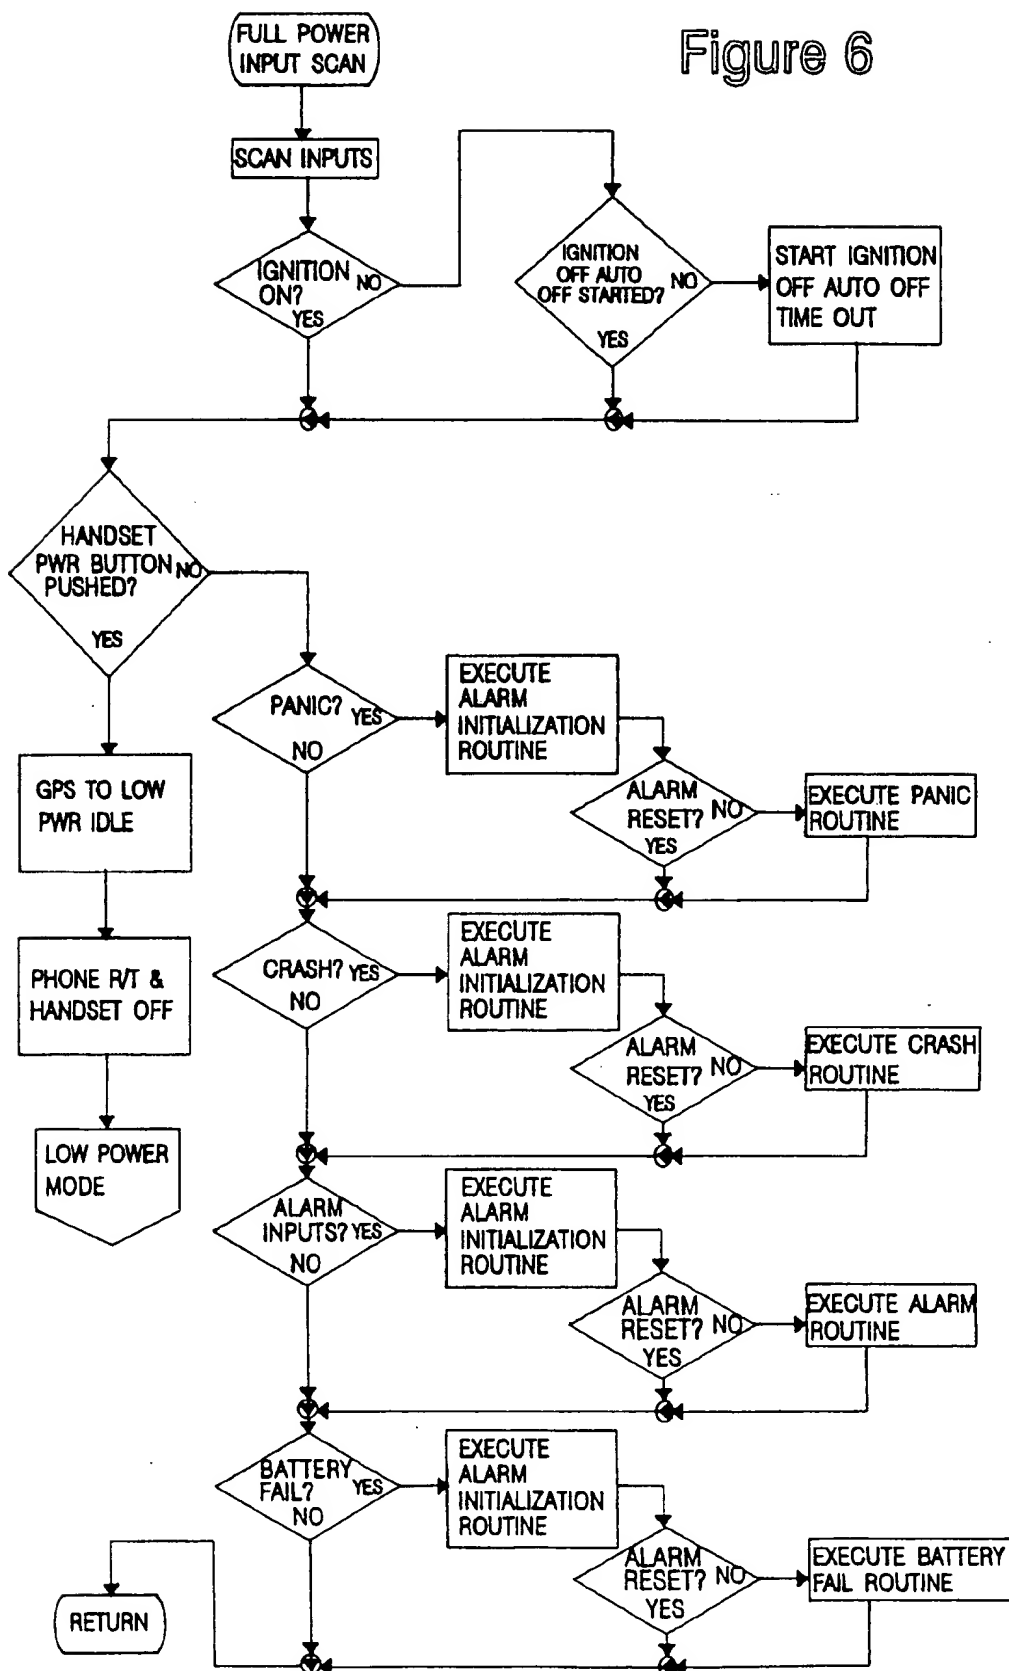 Figure 6
FULL POWER
INPUT SCAN
SCAN INPUTS
IGNITION
ON?
NO
YES
IGNITION
OFF AUTO
OFF STARTED?
NO
YES
START IGNITION
OFF AUTO OFF
TIME OUT
HANDSET
PWR BUTTON
PUSHED?
NO
YES
GPS TO LOW
PWR IDLE
PHONE R/T &
HANDSET OFF
LOW POWER
MODE
PANIC?
YES
NO
EXECUTE
ALARM
INITIALIZATION
ROUTINE
ALARM
RESET?
NO
YES
EXECUTE PANIC
ROUTINE
CRASH?
YES
NO
EXECUTE
ALARM
INITIALIZATION
ROUTINE
ALARM
RESET?
NO
YES
EXECUTE CRASH
ROUTINE
ALARM
INPUTS?
YES
NO
EXECUTE
ALARM
INITIALIZATION
ROUTINE
ALARM
RESET?
NO
YES
EXECUTE ALARM
ROUTINE
BATTERY
FAIL?
YES
NO
EXECUTE
ALARM
INITIALIZATION
ROUTINE
ALARM
RESET?
NO
YES
EXECUTE BATTERY
FAIL ROUTINE
RETURN